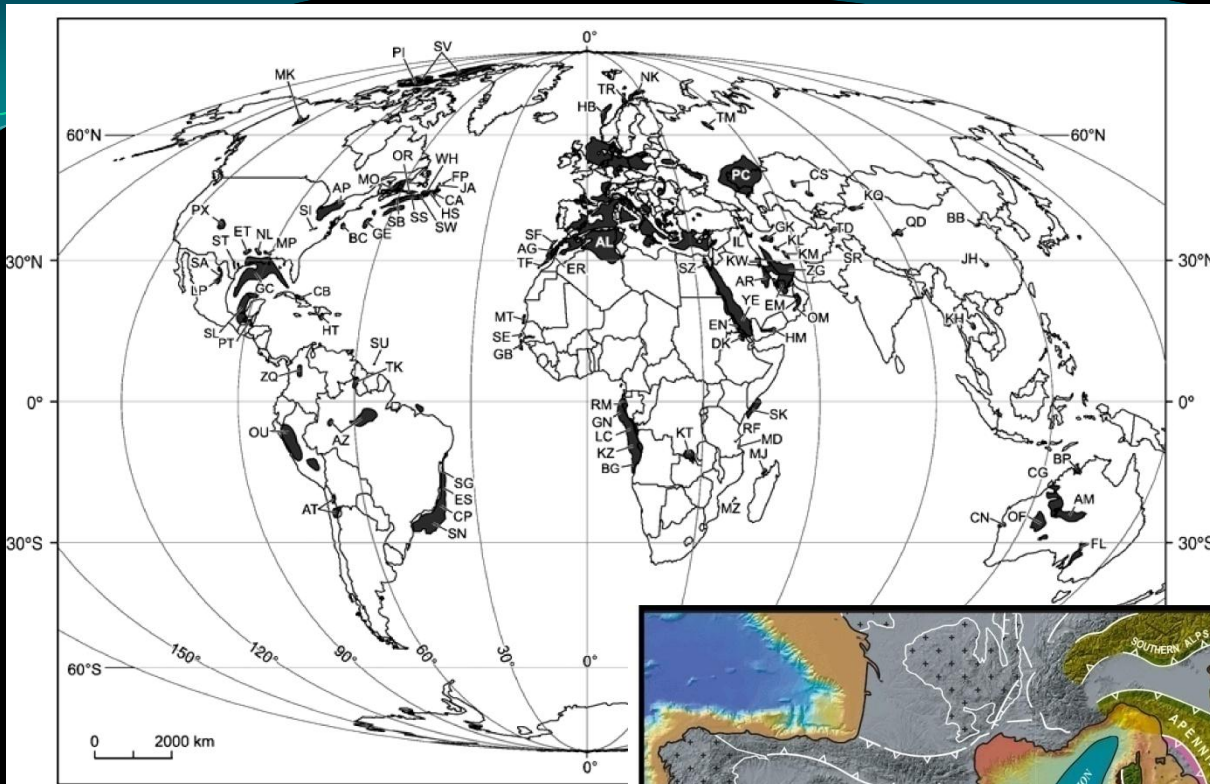 0°
PI
SV
MK
TR
NK
HB
TM
60°N
60°N
OR
WH
MO
FP
JA
AP
CA
PX
SI
HS
SB
SS
SW
BC
GE
ET
NL
MP
ST
SA
LP
GC
CB
SL
PT
HT
30°N
30°N
PC
CS
KQ
QD
BB
JH
SF
AG
TF
AL
ER
SZ
IL
GK
KL
KM
TD
SR
KW
ZG
AR
YE
EM
OM
EN
DK
HM
KH
MT
SE
GB
ZQ
SU
TK
0°
0°
OU
AZ
RM
GN
LC
KZ
BG
KT
SK
RF
MD
MJ
MZ
AT
SG
ES
CP
SN
BP
CG
AM
CN
OF
FL
30°S
30°S
60°S
150°
120°
90°
60°
30°
0°
0
2000 km
0°
SOUTHERN ALPS